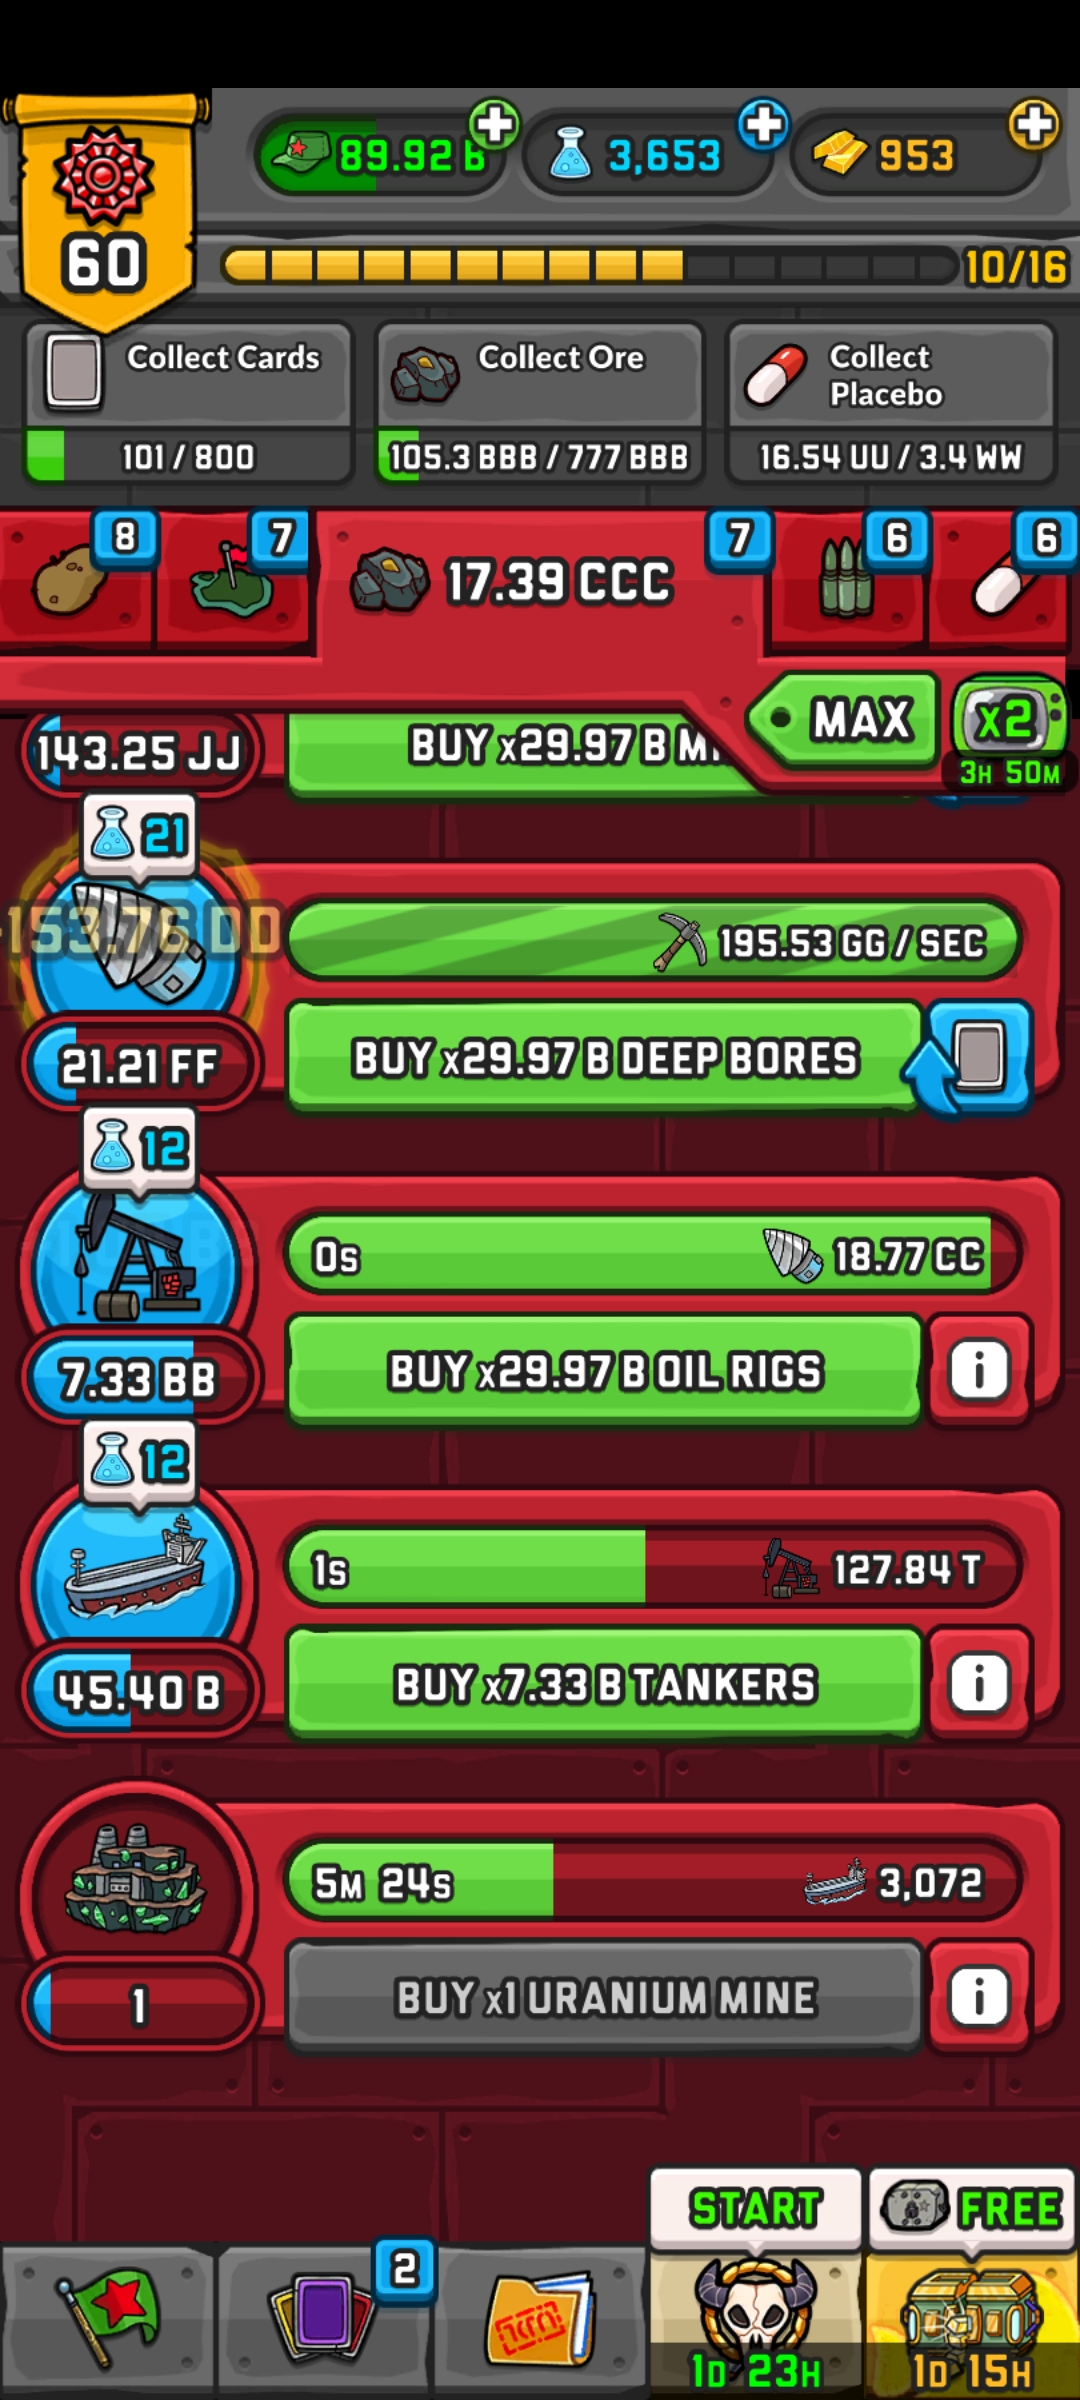 60
89.92 B
3,653
953
10/16
Collect Cards
101 / 800
Collect Ore
105.3 BBB / 777 BBB
Collect
Placebo
16.54 UU / 3.4 WW
8
7
17.39 CCC
7
6
6
MAX
x2
3H 50M
143.25 JJ
BUY x29.97 B
21
153.76 DD
195.53 GG / SEC
21.21 FF
BUY x29.97 B DEEP BORES
12
0s
18.77 CC
7.33 BB
BUY x29.97 B OIL RIGS
i
12
1s
127.84 T
45.40 B
BUY x7.33 B TANKERS
i
5M 24s
3,072
1
BUY x1 URANIUM MINE
i
START
FREE
2
1D 23H
1D 15H